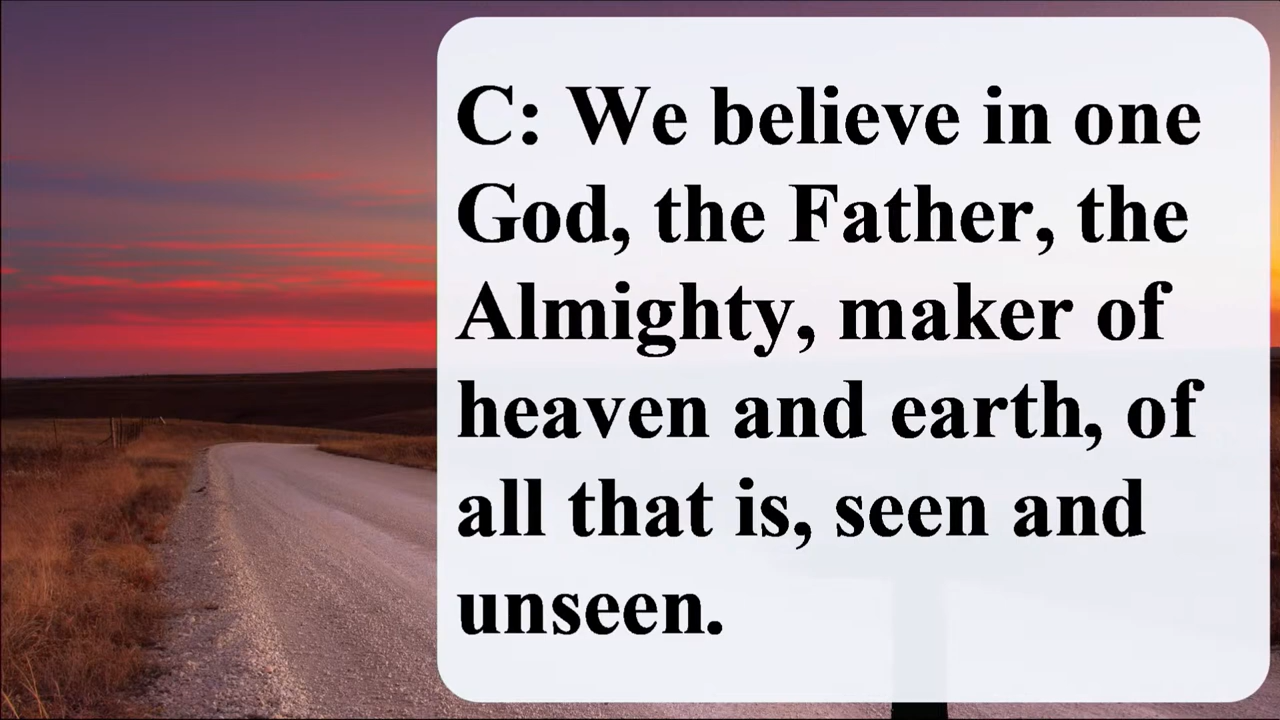 C: We believe in one
God, the Father, the
Almighty, maker of
heaven and earth, of
all that is, seen and
unseen.